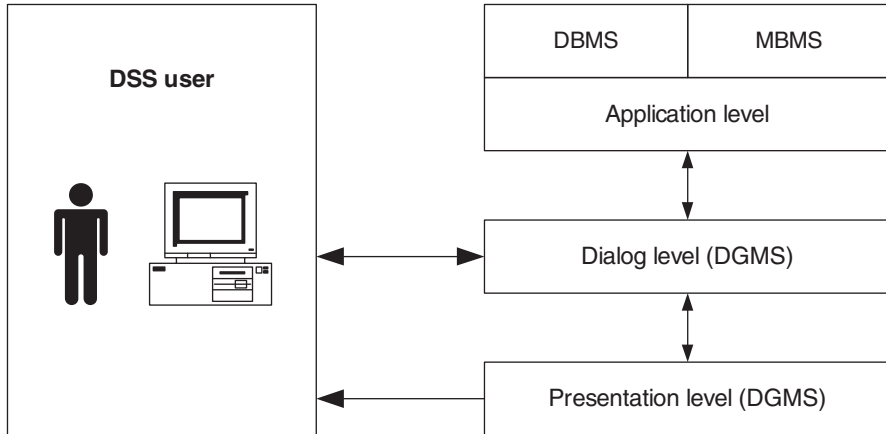 DSS user
DBMS
MBMS
Application level
Dialog level (DGMS)
Presentation level (DGMS)